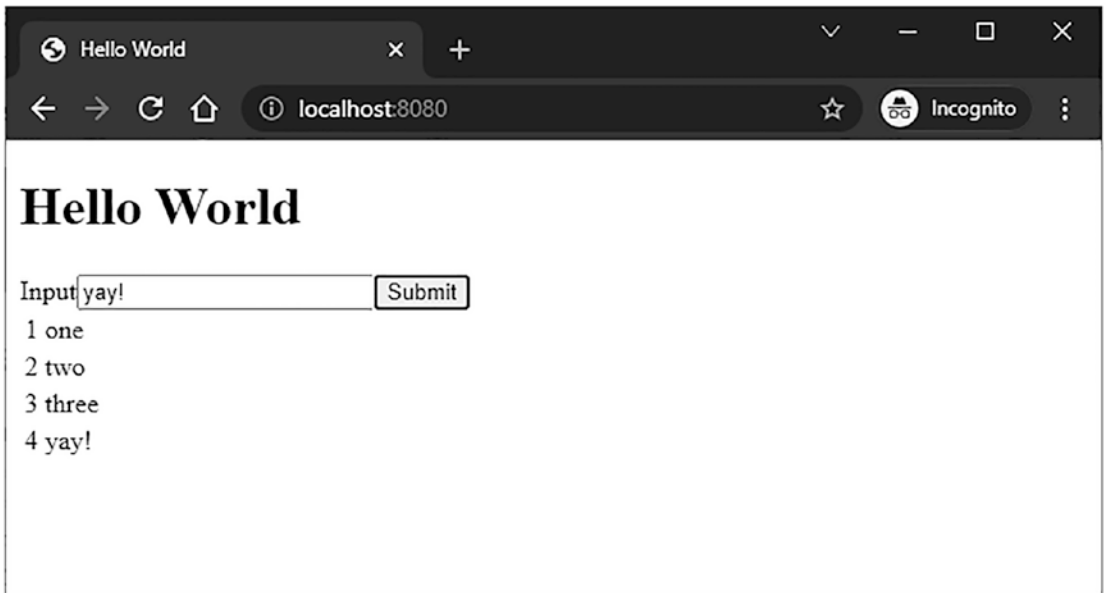 Hello World
localhost:8080
Incognito
Hello World
Input yay! Submit
1 one
2 two
3 three
4 yay!